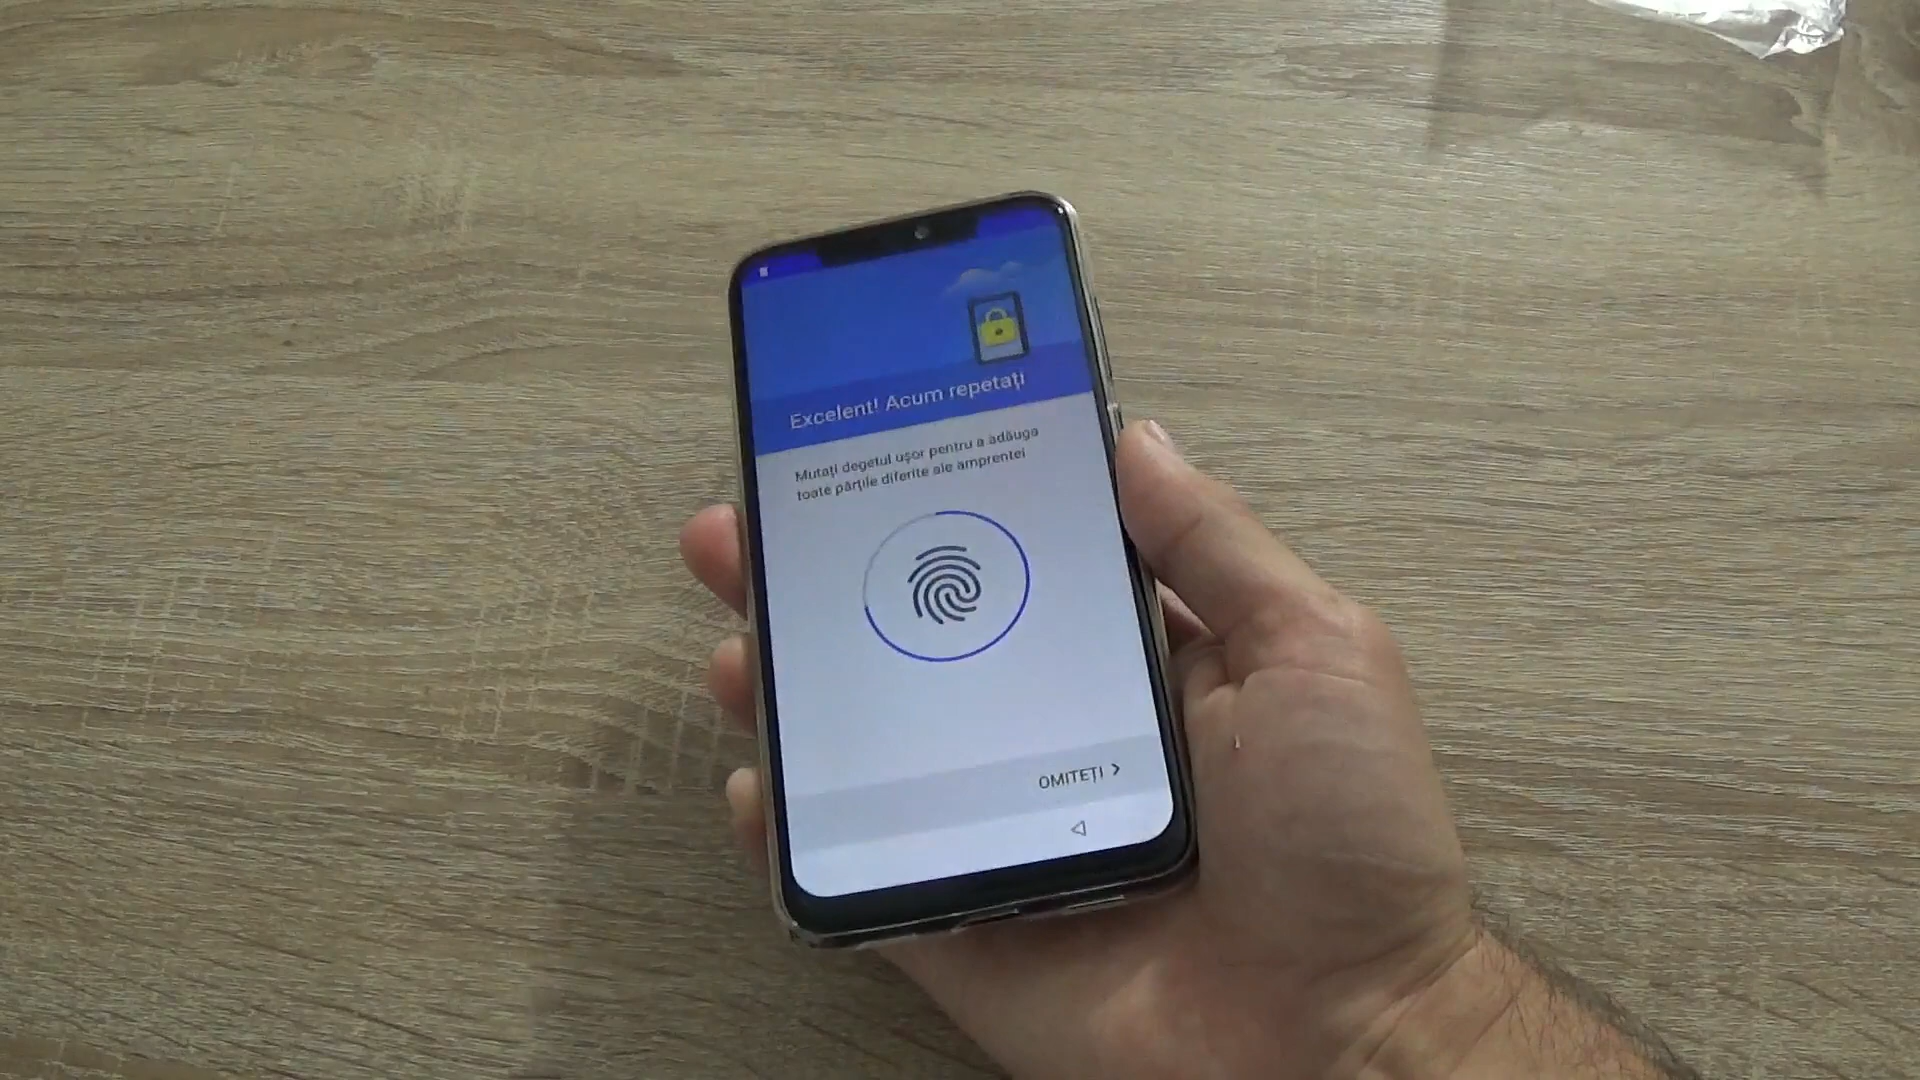 Excelent! Acum repetați
Mutați degetul ușor pentru a adăuga
toate părțile diferite ale amprentei
OMITEȚI